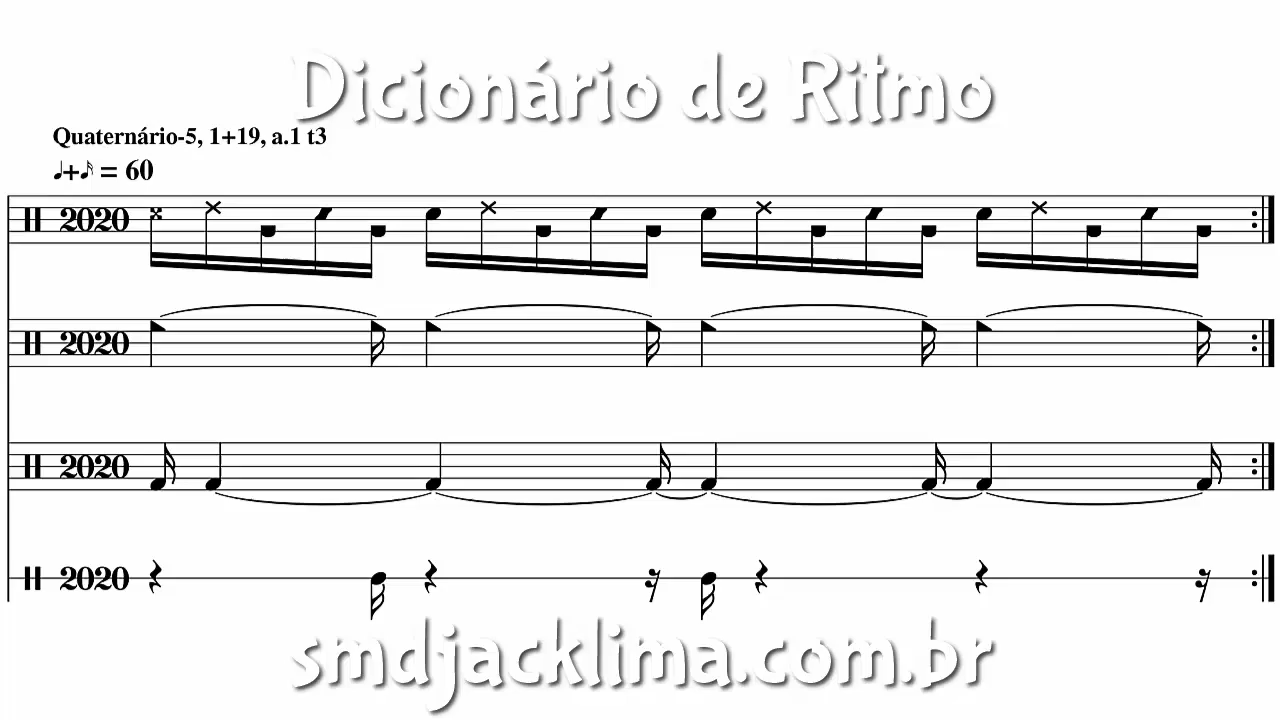 Dicionário de Ritmo
Quaternário-5, 1+19, a.1 t3
♩+𝅘𝅥𝅯 = 60
2020
2020
2020
2020
smdjacklima.com.br